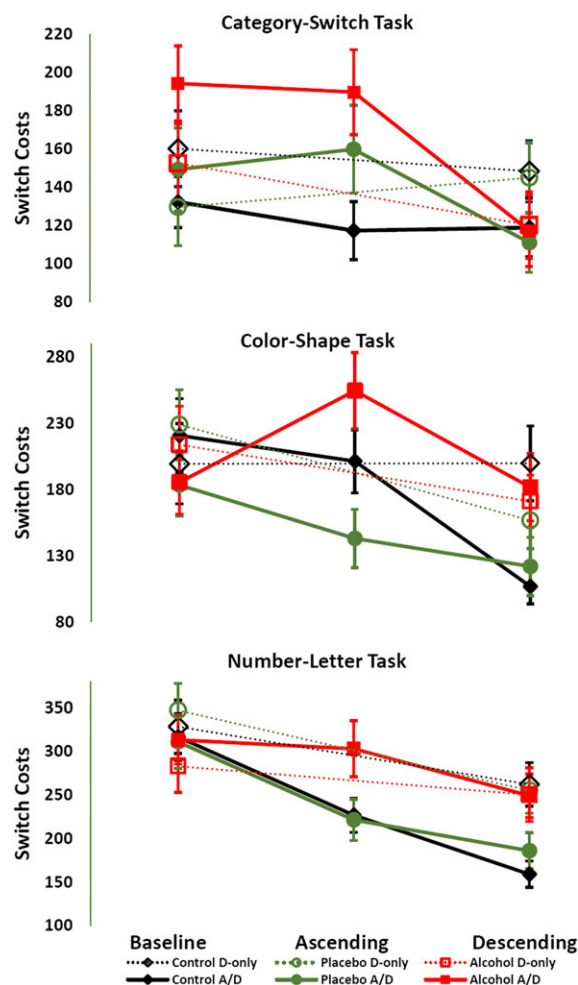 Category-Switch Task
220
200
180
160
140
120
100
80
Switch Costs
Color-Shape Task
280
230
180
130
80
Switch Costs
Number-Letter Task
350
300
250
200
150
100
Switch Costs
Baseline Ascending Descending
Control D-only Placebo D-only Alcohol D-only
Control A/D Placebo A/D Alcohol A/D